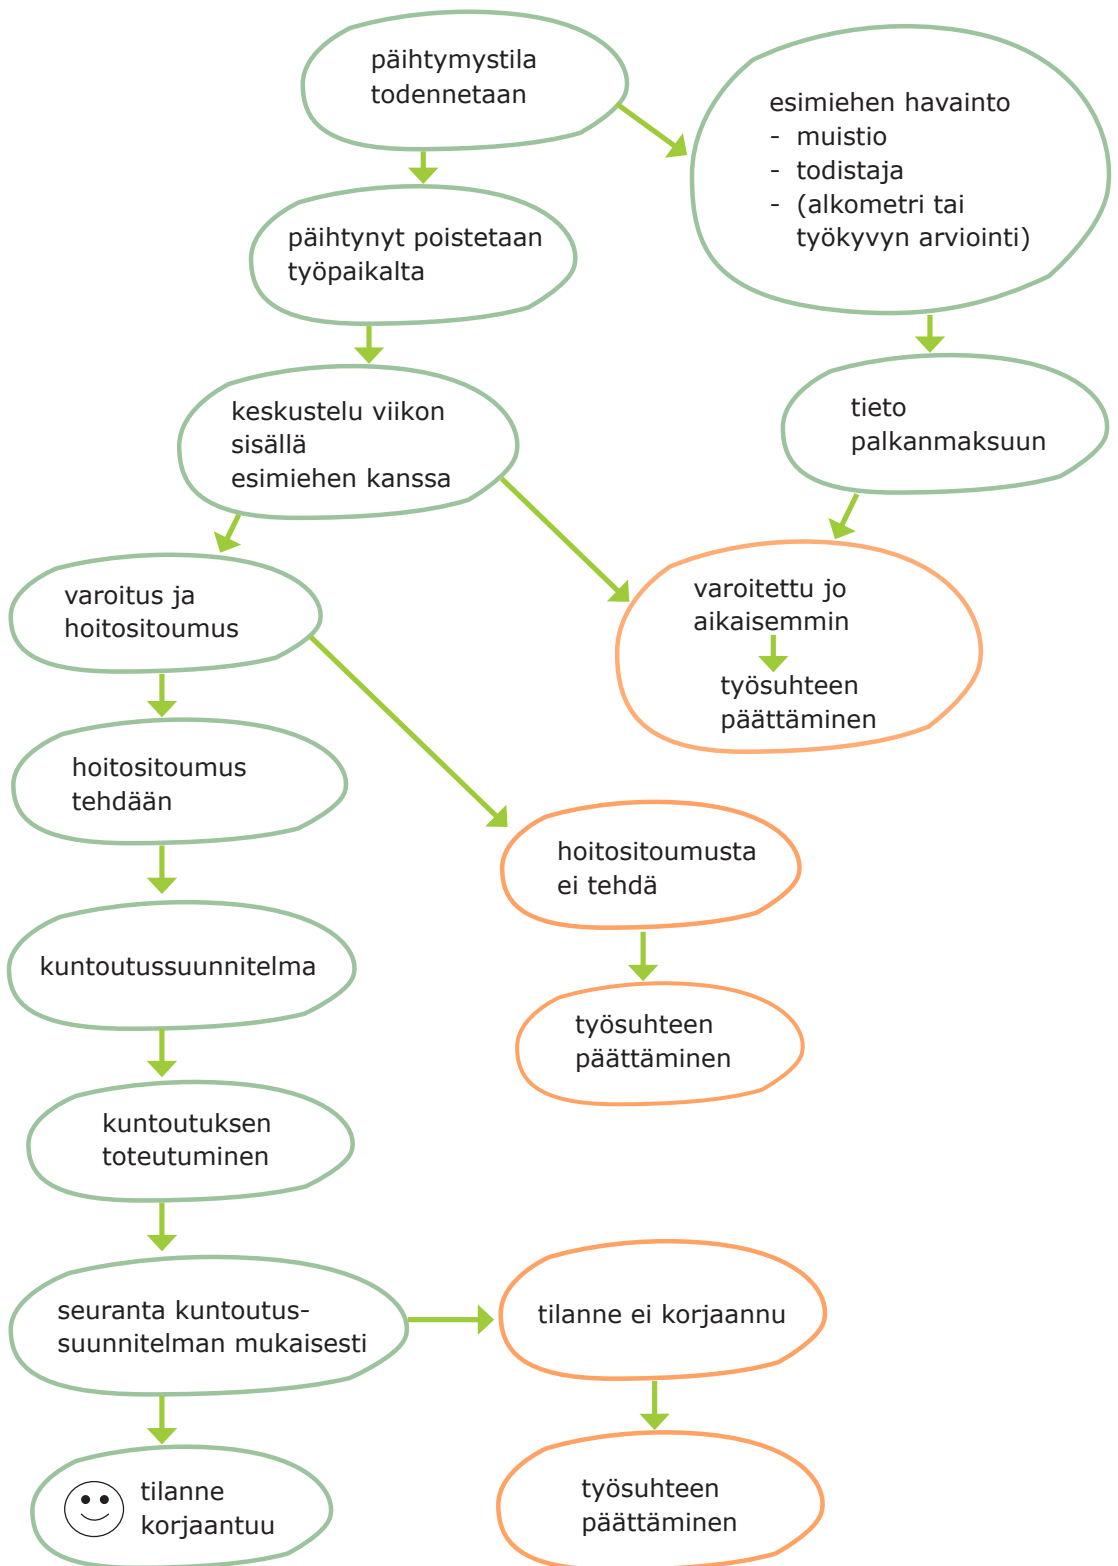 päihtymystila
todennetaan
esimiehen havainto
- muistio
- todistaja
- (alkometri tai
työkyvyn arviointi)
päihtynyt poistetaan
työpaikalta
keskustelu viikon
sisällä
esimiehen kanssa
tieto
palkanmaksuun
varoitus ja
hoitositoumus
varoitettu jo
aikaisemmin
työsuhteen
päättäminen
hoitositoumus
tehdään
hoitositoumusta
ei tehdä
kuntoutussuunnitelma
työsuhteen
päättäminen
kuntoutuksen
toteutuminen
seuranta kuntoutus-
suunnitelman mukaisesti
tilanne ei korjaannu
tilanne
korjaantuu
työsuhteen
päättäminen